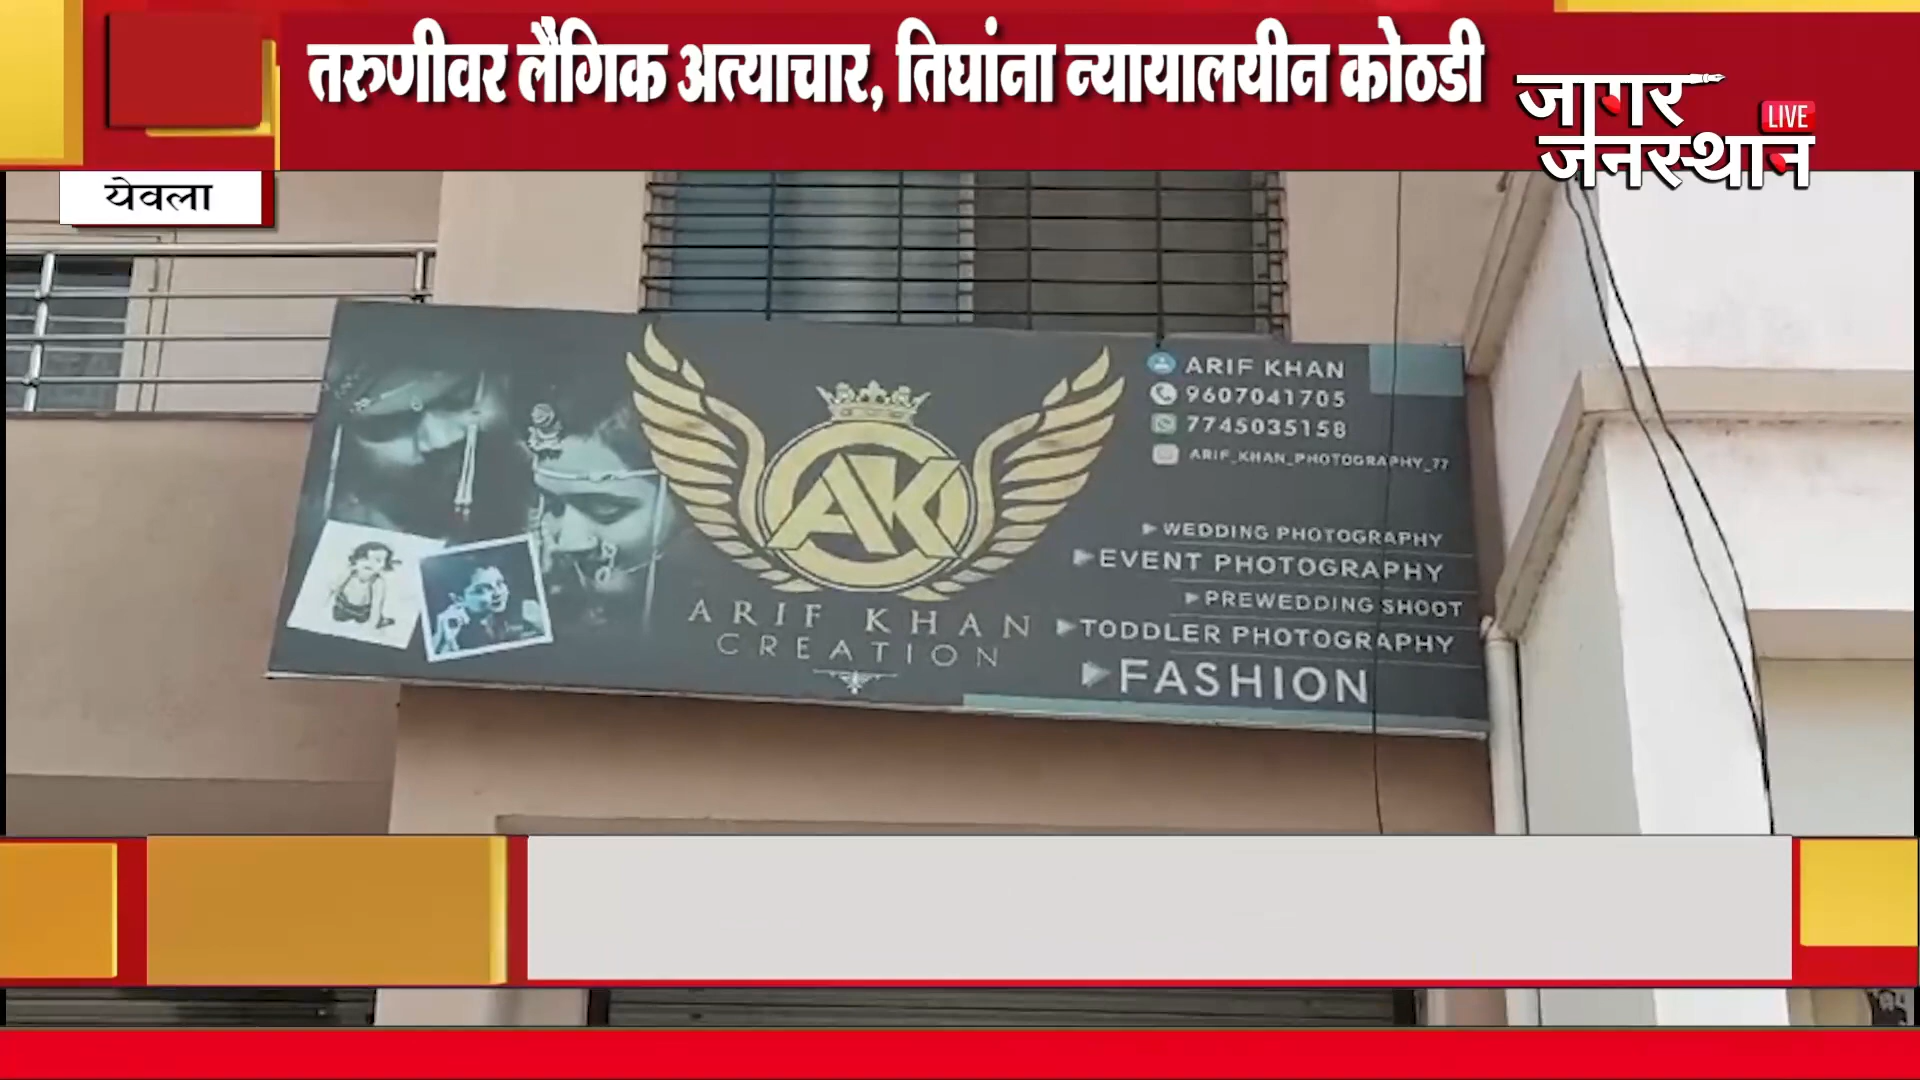 तरुणीवर लैंगिक अत्याचार, तिघांना न्यायालयीन कोठडी
जागर
LIVE
जनस्थान
येवला
ARIF KHAN
9607041705
7745035158
ARIF_KHAN_PHOTOGRAPHY_77
AK
WEDDING PHOTOGRAPHY
EVENT PHOTOGRAPHY
PREWEDDING SHOOT
TODDLER PHOTOGRAPHY
FASHION
ARIF KHAN
CREATION